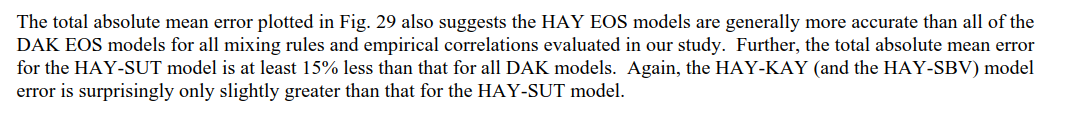 The total absolute mean error plotted in Fig. 29 also suggests the HAY EOS models are generally more accurate than all of the
DAK EOS models for all mixing rules and empirical correlations evaluated in our study.  Further, the total absolute mean error
for the HAY-SUT model is at least 15% less than that for all DAK models.  Again, the HAY-KAY (and the HAY-SBV) model
error is surprisingly only slightly greater than that for the HAY-SUT model.